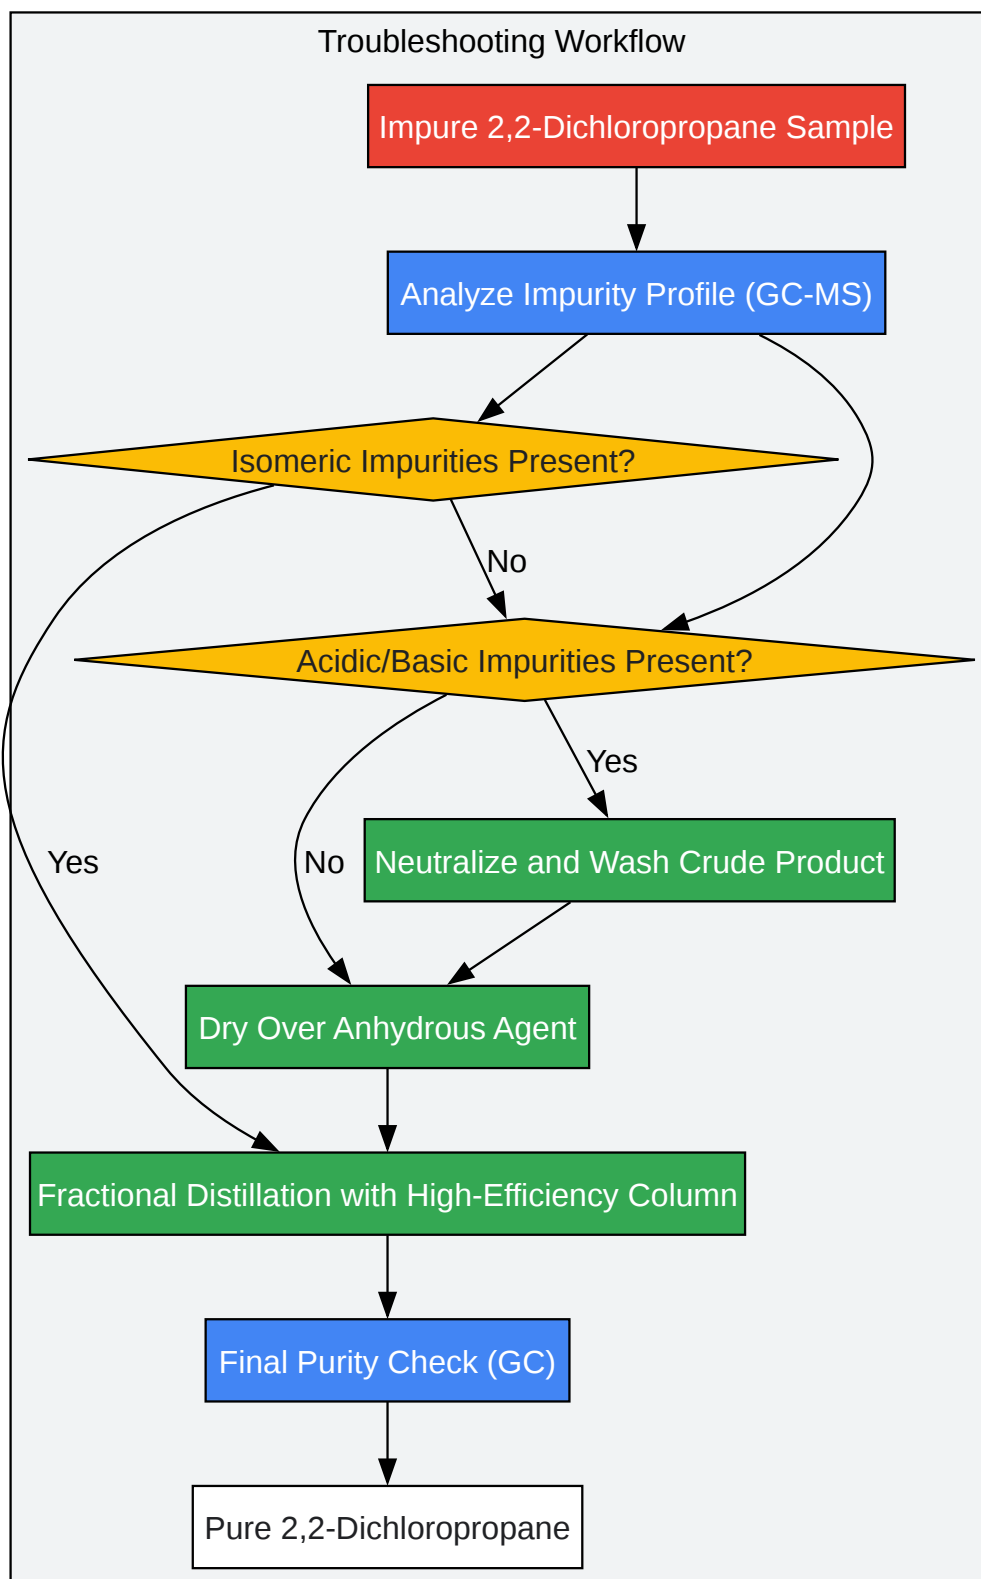 Troubleshooting Workflow
Impure 2,2-Dichloropropane Sample
Analyze Impurity Profile (GC-MS)
Isomeric Impurities Present?
No
Acidic/Basic Impurities Present?
Yes
Yes
No
Neutralize and Wash Crude Product
Dry Over Anhydrous Agent
Fractional Distillation with High-Efficiency Column
Final Purity Check (GC)
Pure 2,2-Dichloropropane